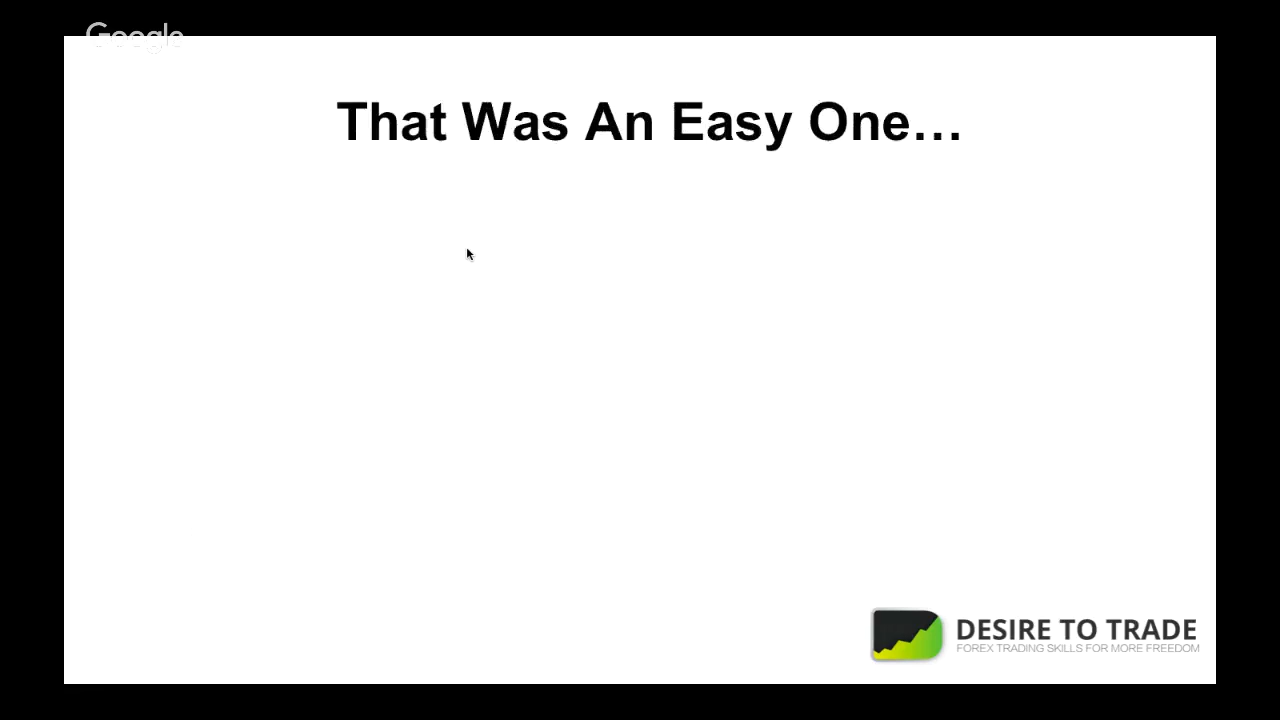 Google
That Was An Easy One...
DESIRE TO TRADE
FOREX TRADING SKILLS FOR MORE FREEDOM